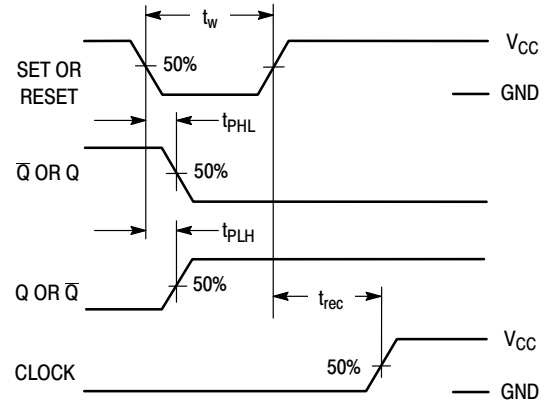 t_w
V_CC
SET OR
RESET
50%
GND
t_PHL
Q̅ OR Q
50%
t_PLH
Q OR Q̅
50%
t_rec
V_CC
50%
CLOCK
GND